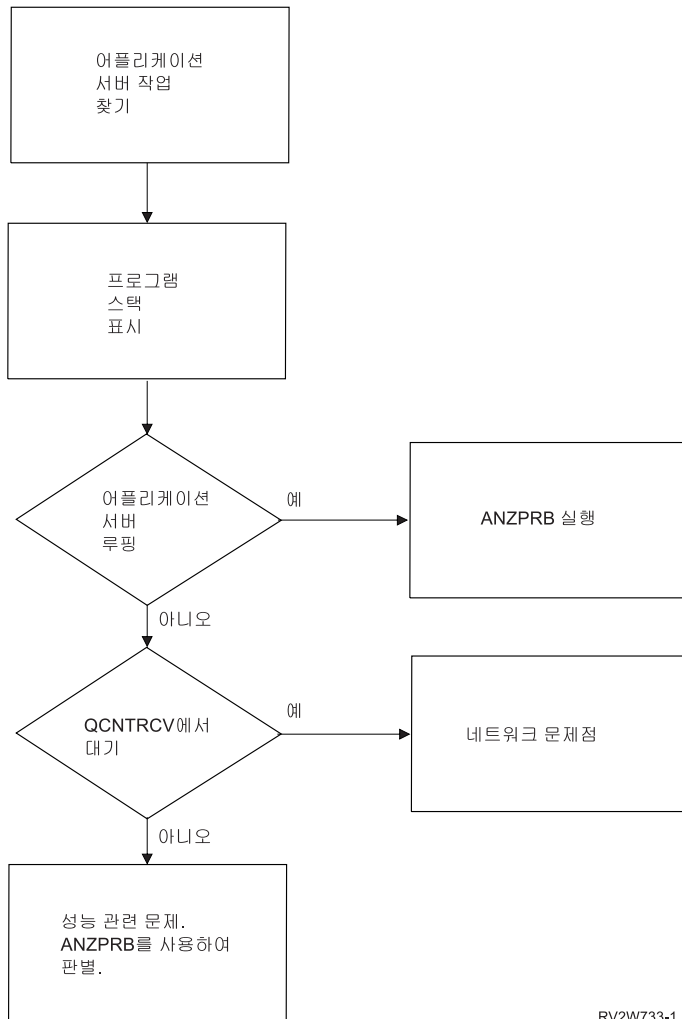 어플리케이션
서버 작업
찾기
프로그램
스택
표시
어플리케이션
서버
루핑
예
ANZPRB 실행
아니오
QCNTRCV에서
대기
예
네트워크 문제점
아니오
성능 관련 문제.
ANZPRB를 사용하여
판별.
RV2W733-1